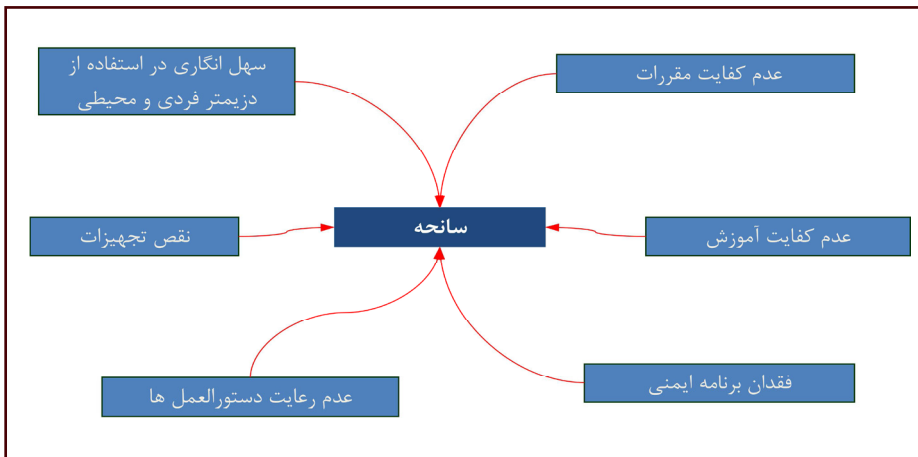 عدم کفایت مقررات
سهل انگاری در استفاده از
دزیمتر فردی و محیطی
سانحه
عدم کفایت آموزش
نقص تجهیزات
فقدان برنامه ایمنی
عدم رعایت دستورالعمل ها